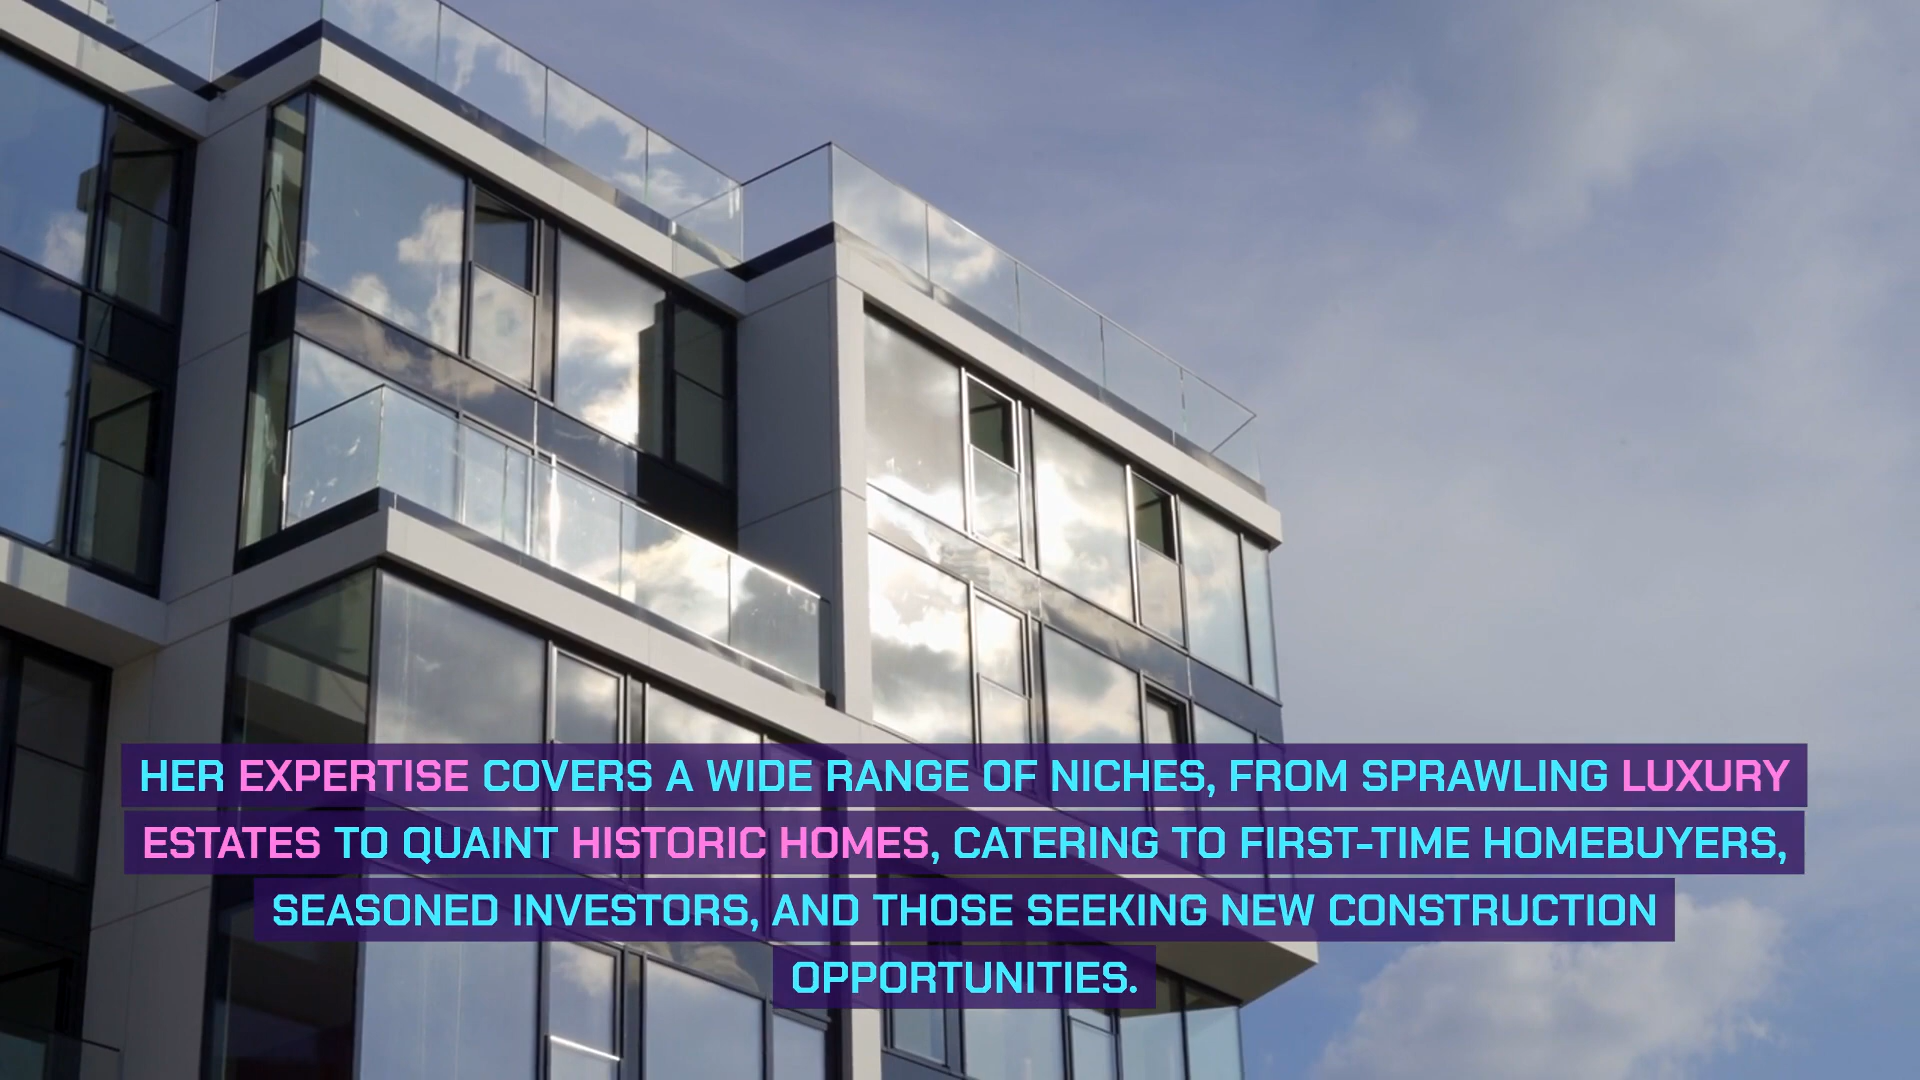 HER EXPERTISE COVERS A WIDE RANGE OF NICHES, FROM SPRAWLING LUXURY
ESTATES TO QUAINT HISTORIC HOMES, CATERING TO FIRST-TIME HOMEBUYERS,
SEASONED INVESTORS, AND THOSE SEEKING NEW CONSTRUCTION
OPPORTUNITIES.